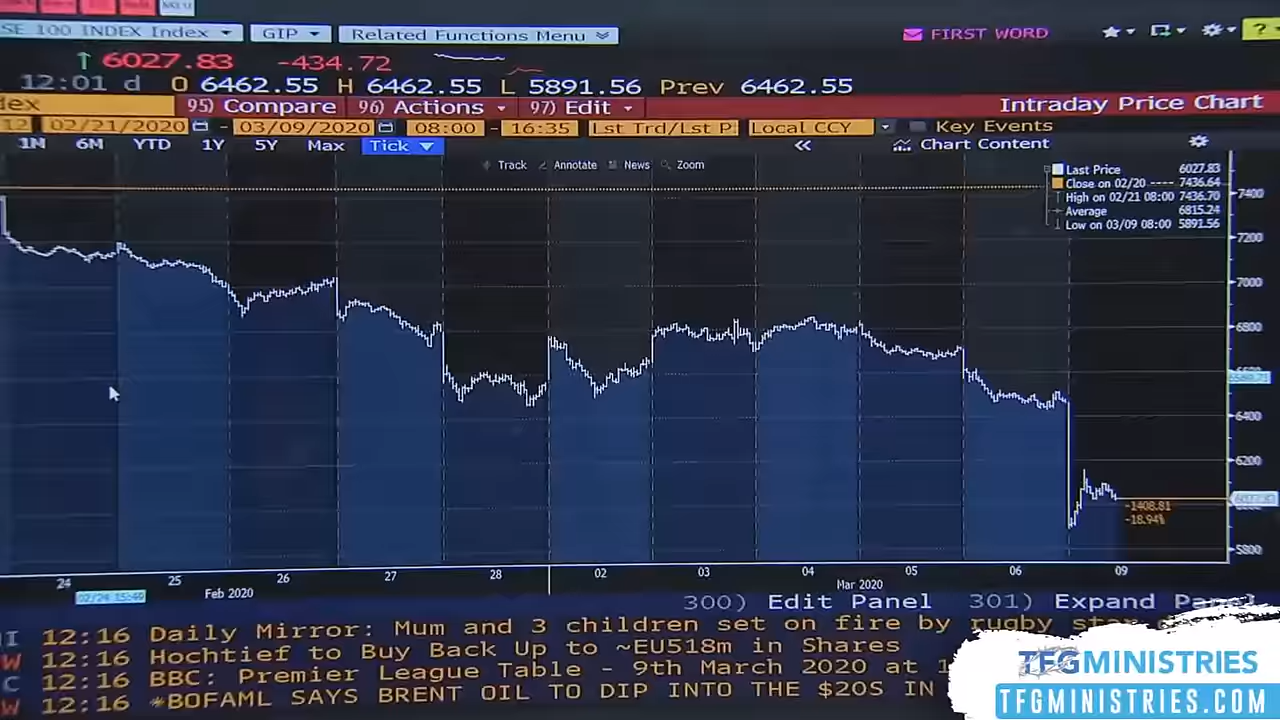 SE 100 INDEX Index GIP Related Functions Menu FIRST WORD ?
↑ 6027.83 -434.72
12:01 d O 6462.55 H 6462.55 L 5891.56 Prev 6462.55
dex 95) Compare 96) Actions 97) Edit Intraday Price Chart
12 02/21/2020 - 03/09/2020 08:00 - 16:35 Lst Trd/Lst P Local CCY Key Events
1M 6M YTD 1Y 5Y Max Tick « Chart Content
Track Annotate News Zoom
Last Price 6027.83
Close on 02/20 ---- 7436.64
High on 02/21 08:00 7436.70
Average 6815.24
Low on 03/09 08:00 5891.56
7400
7200
7000
6800
6400
6200
-1408.81
-18.94%
5800
24 25 26 27 28 02 03 04 05 06 09
02/24 15:49 Feb 2020 Mar 2020
300) Edit Panel 301) Expand Panel
I 12:16 Daily Mirror: Mum and 3 children set on fire by rugby star
W 12:16 Hochtief to Buy Back Up to ~EU518m in Shares
C 12:16 BBC: Premier League Table - 9th March 2020 at 1
W 12:16 *BOFAML SAYS BRENT OIL TO DIP INTO THE $20S IN
TFGMINISTRIES
TFGMINISTRIES.COM